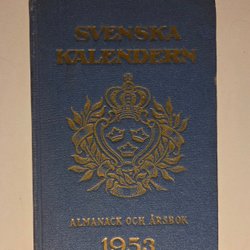 SVENSKA
KALENDERN
ALMANACK OCH ÅRSBOK
1953